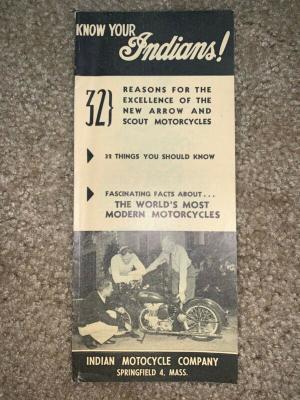 KNOW YOUR
Indians!
32} REASONS FOR THE
EXCELLENCE OF THE
NEW ARROW AND
SCOUT MOTORCYCLES
32 THINGS YOU SHOULD KNOW
FASCINATING FACTS ABOUT...
THE WORLD'S MOST
MODERN MOTORCYCLES
INDIAN MOTOCYCLE COMPANY
SPRINGFIELD 4, MASS.